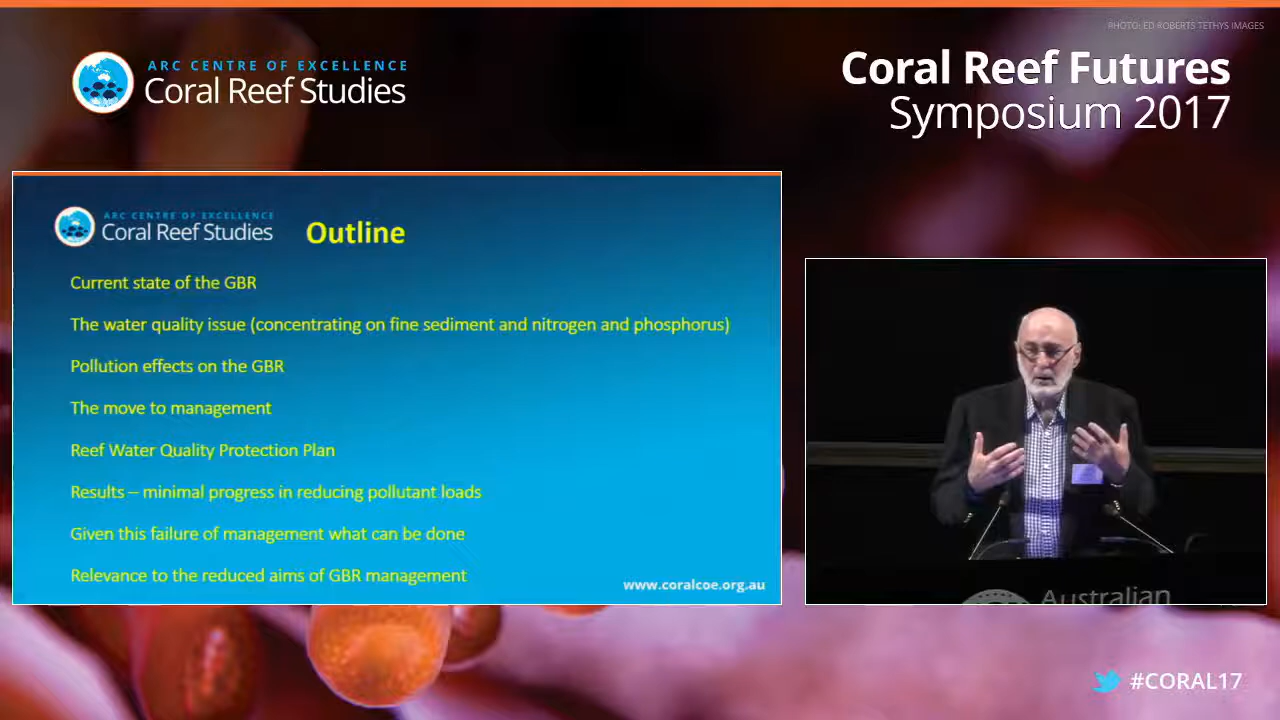 PHOTO: ED ROBERTS TETHYS IMAGES
ARC CENTRE OF EXCELLENCE
Coral Reef Studies
Coral Reef Futures
Symposium 2017
ARC CENTRE OF EXCELLENCE
Coral Reef Studies
Outline
Current state of the GBR
The water quality issue (concentrating on fine sediment and nitrogen and phosphorus)
Pollution effects on the GBR
The move to management
Reef Water Quality Protection Plan
Results – minimal progress in reducing pollutant loads
Given this failure of management what can be done
Relevance to the reduced aims of GBR management
www.coralcoe.org.au
Australian
#CORAL17